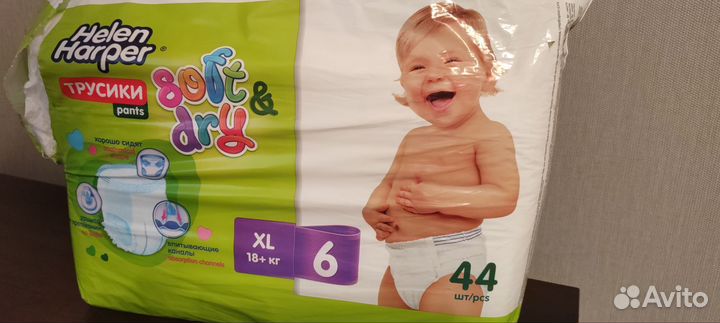 Helen
Harper®
ТРУСИКИ
pants
soft &
dry
хорошо сидят
впитывающие
каналы
Absorption channels
XL
18+ кг
6
44
шт/pcs
Avito